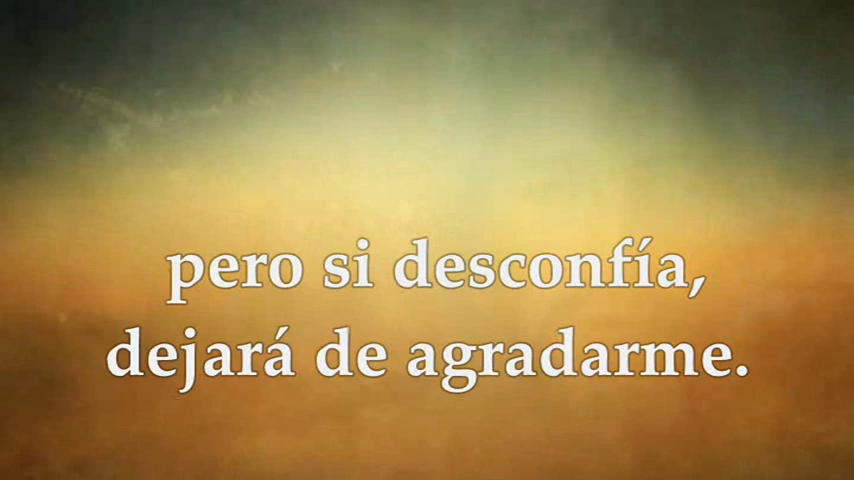 pero si desconfía,
dejará de agradarme.